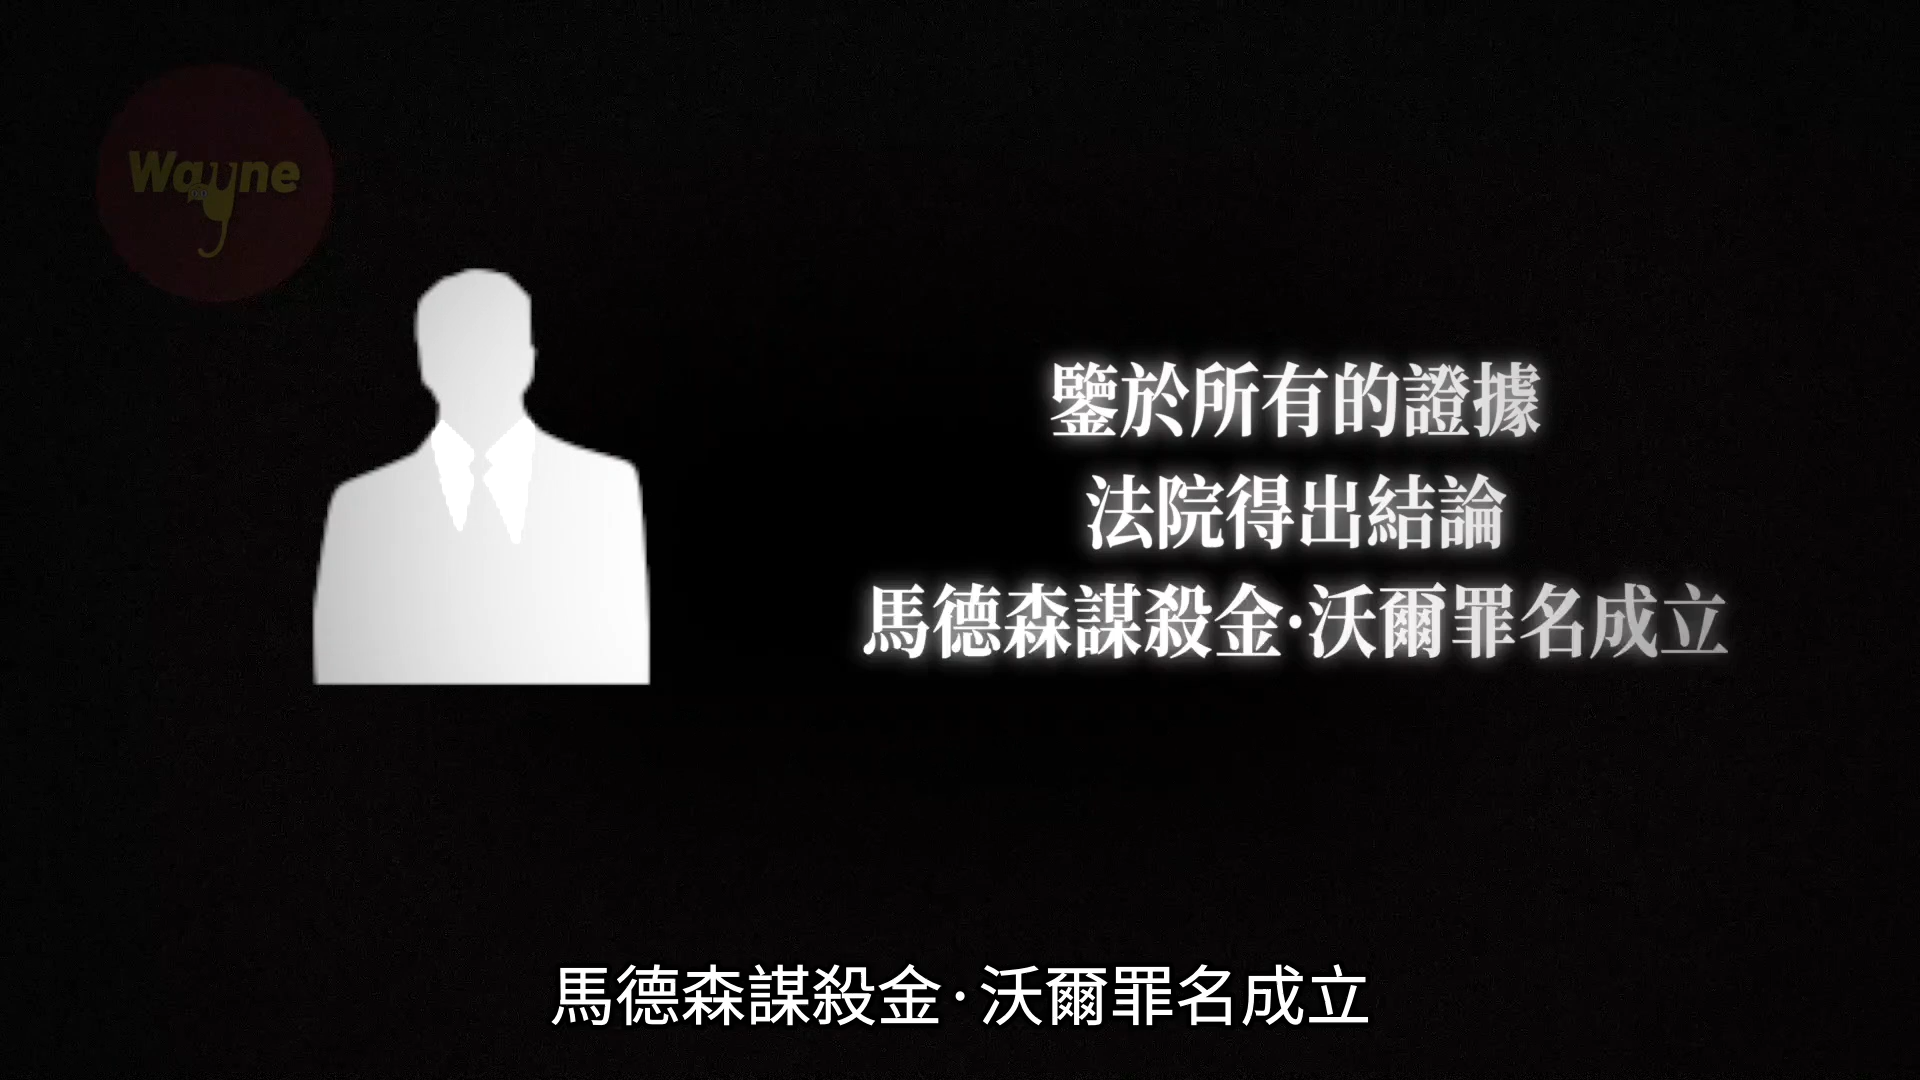 Wayne
鑒於所有的證據
法院得出結論
馬德森謀殺金·沃爾罪名成立
馬德森謀殺金·沃爾罪名成立